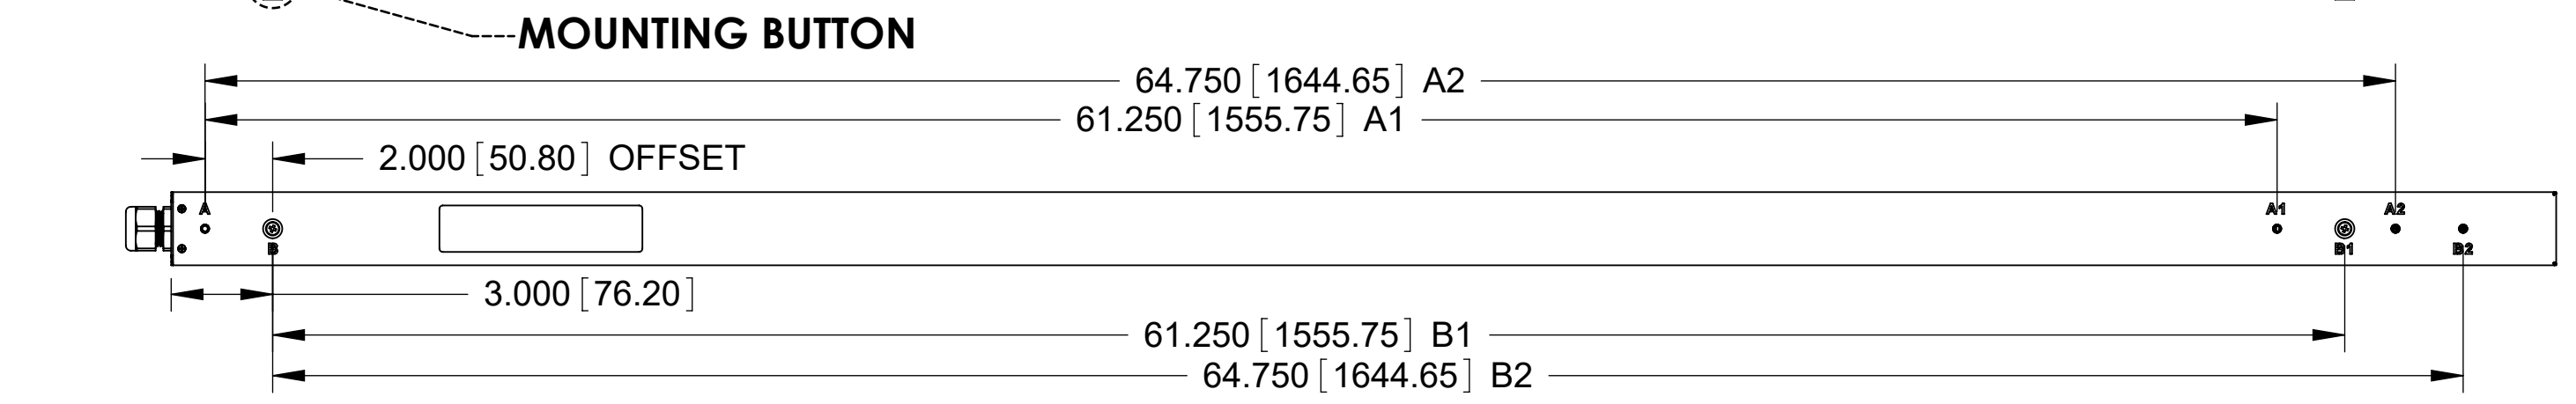 MOUNTING BUTTON
64.750 [1644.65] A2
61.250 [1555.75] A1
2.000 [50.80] OFFSET
A
A1
A2
B
B1
B2
3.000 [76.20]
61.250 [1555.75] B1
64.750 [1644.65] B2